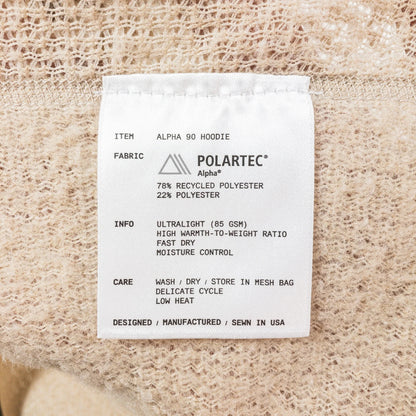 ITEM ALPHA 90 HOODIE
FABRIC POLARTEC®
Alpha®
78% RECYCLED POLYESTER
22% POLYESTER
INFO ULTRALIGHT (85 GSM)
HIGH WARMTH-TO-WEIGHT RATIO
FAST DRY
MOISTURE CONTROL
CARE WASH / DRY / STORE IN MESH BAG
DELICATE CYCLE
LOW HEAT
DESIGNED / MANUFACTURED / SEWN IN USA